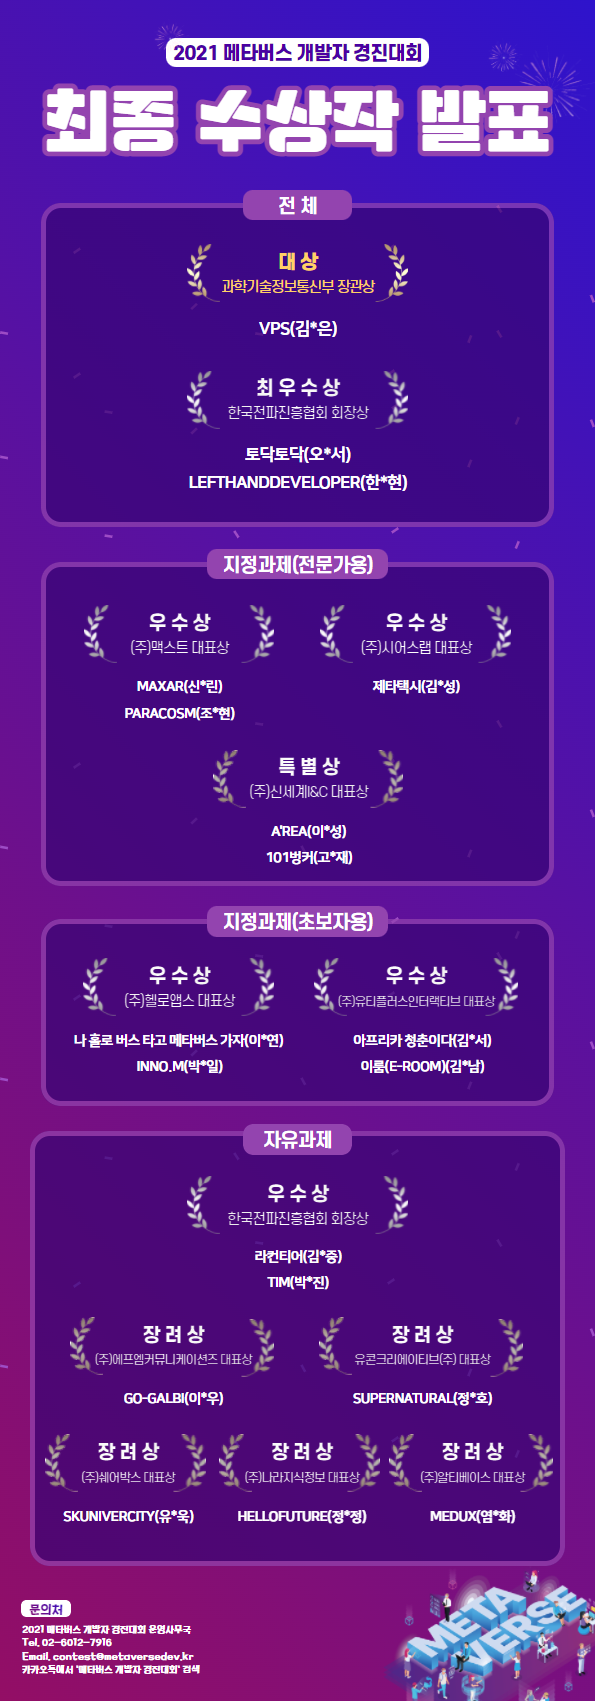 2021 메타버스 개발자 경진대회
최종 수상작 발표
전 체
대 상
과학기술정보통신부 장관상
VPS(김*은)
최 우 수 상
한국전파진흥협회 회장상
토닥토닥(오*서)
LEFTHANDDEVELOPER(한*현)
지정과제(전문가용)
우 수 상
(주)맥스트 대표상
MAXAR(신*린)
PARACOSM(조*현)
우 수 상
(주)시어스랩 대표상
제타택시(김*성)
특 별 상
(주)신세계I&C 대표상
A'REA(이*성)
101벙커(고*재)
지정과제(초보자용)
우 수 상
(주)헬로앱스 대표상
나 홀로 버스 타고 메타버스 가자(이*연)
INNO.M(박*일)
우 수 상
(주)유티플러스인터랙티브 대표상
아프리카 청춘이다(김*서)
이룸(E-ROOM)(김*남)
자유과제
우 수 상
한국전파진흥협회 회장상
라컨티어(김*중)
TIM(박*진)
장 려 상
(주)에프엠커뮤니케이션즈 대표상
GO-GALBI(이*우)
장 려 상
유콘크리에이티브(주) 대표상
SUPERNATURAL(정*호)
장 려 상
(주)쉐어박스 대표상
SKUNIVERCITY(유*욱)
장 려 상
(주)나라지식정보 대표상
HELLOFUTURE(정*정)
장 려 상
(주)알티베이스 대표상
MEDUX(염*화)
문의처
2021 메타버스 개발자 경진대회 운영사무국
Tel. 02-6012-7916
Email. contest@metaversedev.kr
카카오톡에서 '메타버스 개발자 경진대회' 검색
META
VERSE